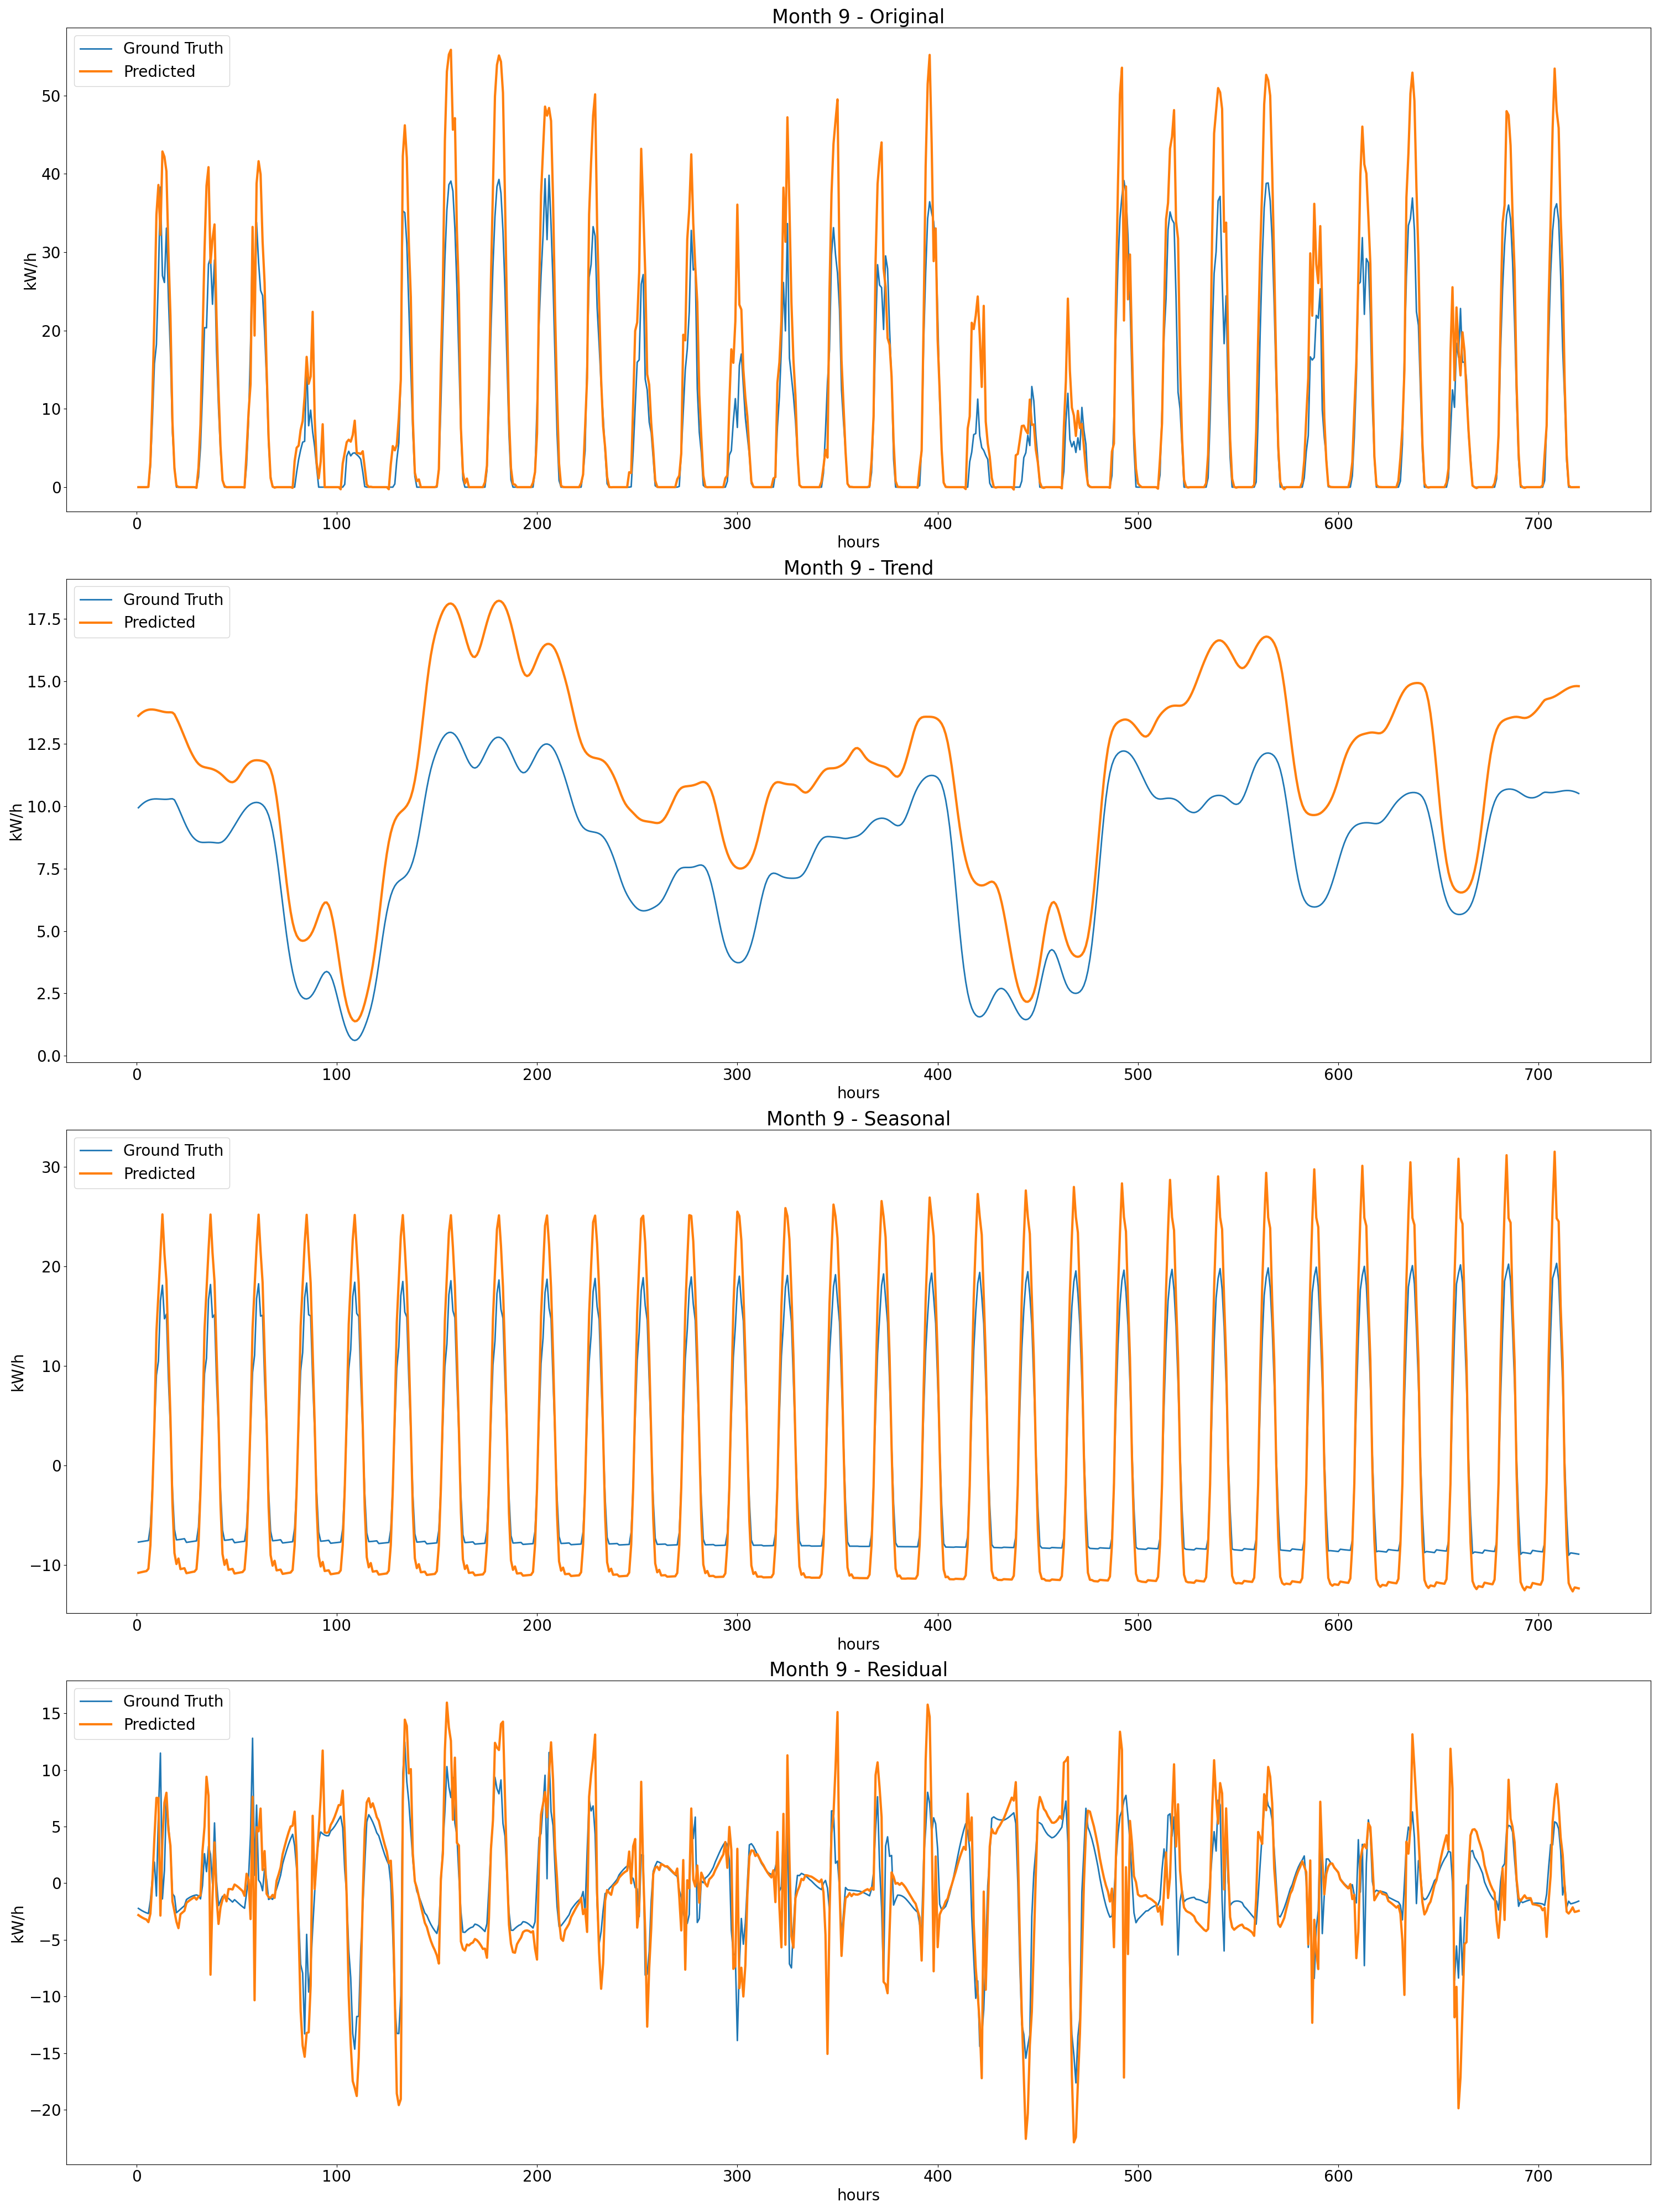 Month 9 - Original
Ground Truth
Predicted
50
40
30
20
10
0
kW/h
0 100 200 300 400 500 600 700
hours
Month 9 - Trend
Ground Truth
Predicted
17.5
15.0
12.5
10.0
7.5
5.0
2.5
0.0
kW/h
0 100 200 300 400 500 600 700
hours
Month 9 - Seasonal
Ground Truth
Predicted
30
20
10
0
−10
kW/h
0 100 200 300 400 500 600 700
hours
Month 9 - Residual
Ground Truth
Predicted
15
10
5
0
−5
−10
−15
−20
kW/h
0 100 200 300 400 500 600 700
hours